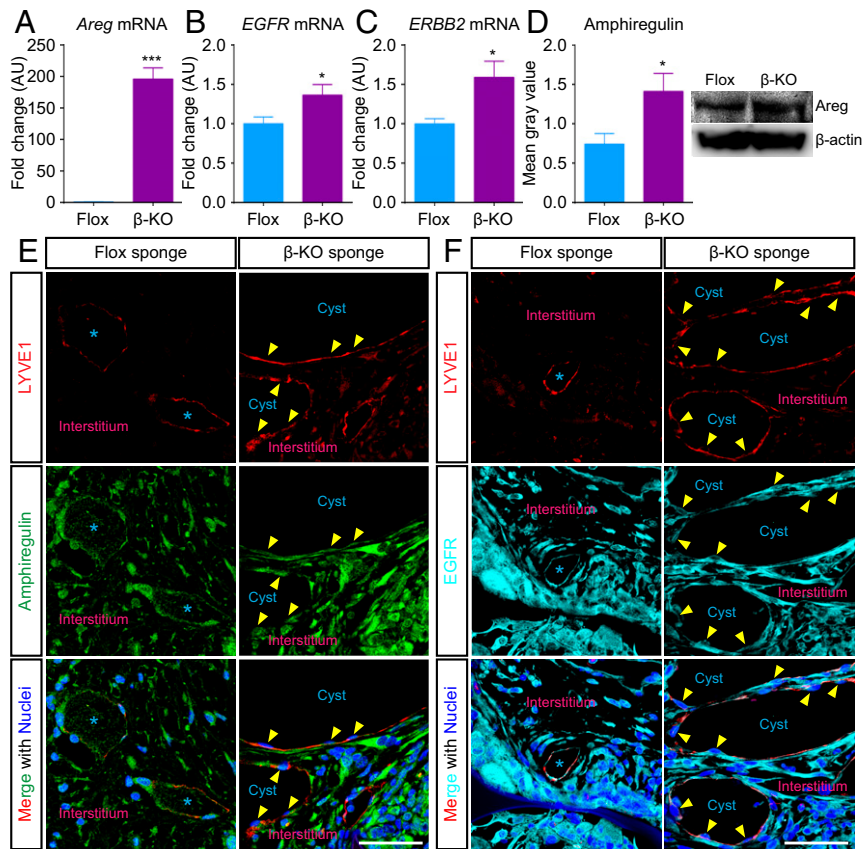 A
Areg mRNA
Fold change (AU)
250
200
150
100
50
0
***
Flox
β-KO
B
EGFR mRNA
Fold change (AU)
2.0
1.5
1.0
0.5
0.0
*
Flox
β-KO
C
ERBB2 mRNA
Fold change (AU)
2.0
1.5
1.0
0.5
0.0
*
Flox
β-KO
D
Amphiregulin
Mean gray value
2.0
1.5
1.0
0.5
0.0
*
Flox
β-KO
Flox
β-KO
Areg
β-actin
E
Flox sponge
β-KO sponge
LYVE1
*
*
Interstitium
Cyst
Cyst
Interstitium
Amphiregulin
*
*
Interstitium
Cyst
Cyst
Interstitium
Merge with Nuclei
*
*
Interstitium
Cyst
Cyst
Interstitium
F
Flox sponge
β-KO sponge
LYVE1
Interstitium
*
Cyst
Cyst
Interstitium
Cyst
EGFR
Interstitium
*
Cyst
Cyst
Interstitium
Cyst
Merge with Nuclei
Interstitium
*
Cyst
Cyst
Interstitium
Cyst